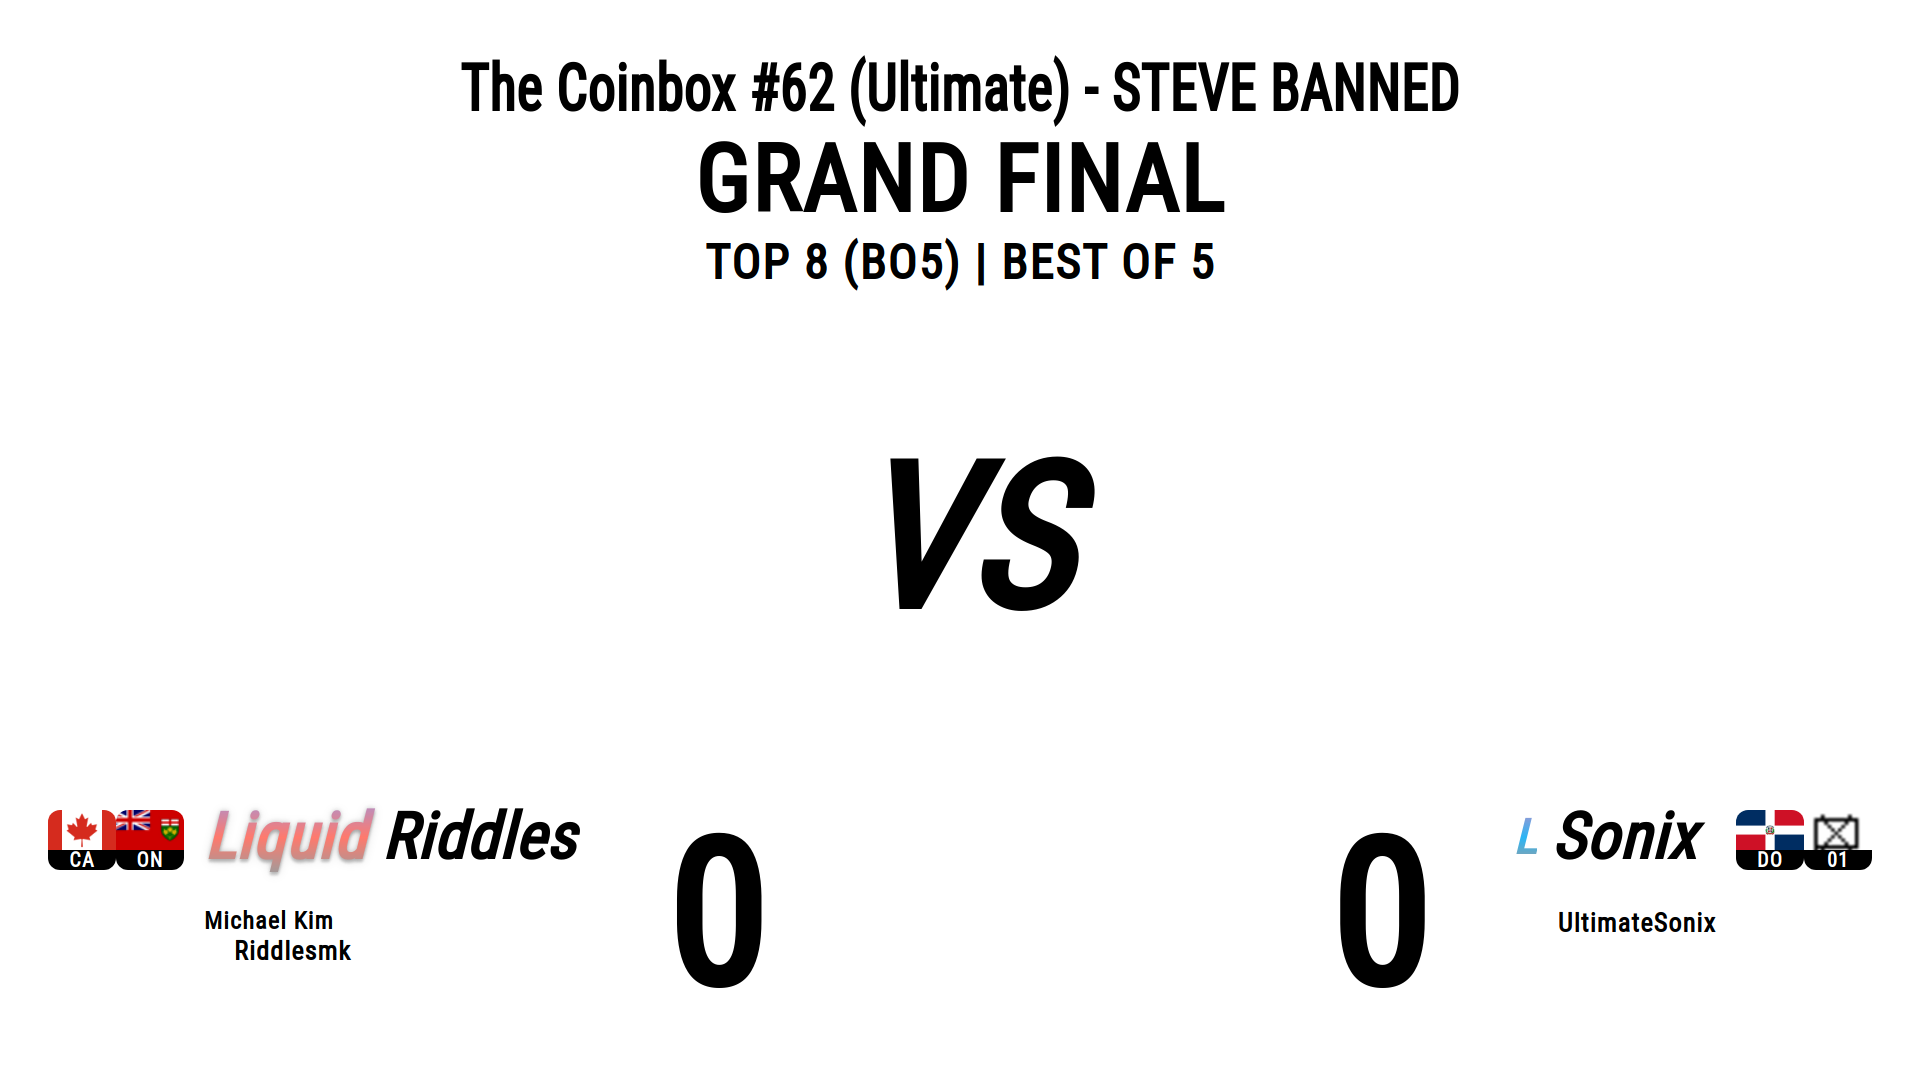 The Coinbox #62 (Ultimate) - STEVE BANNED
GRAND FINAL
TOP 8 (BO5) | BEST OF 5
VS
CA ON Liquid Riddles
Michael Kim
Riddlesmk
0
0
L Sonix DO 01
UltimateSonix